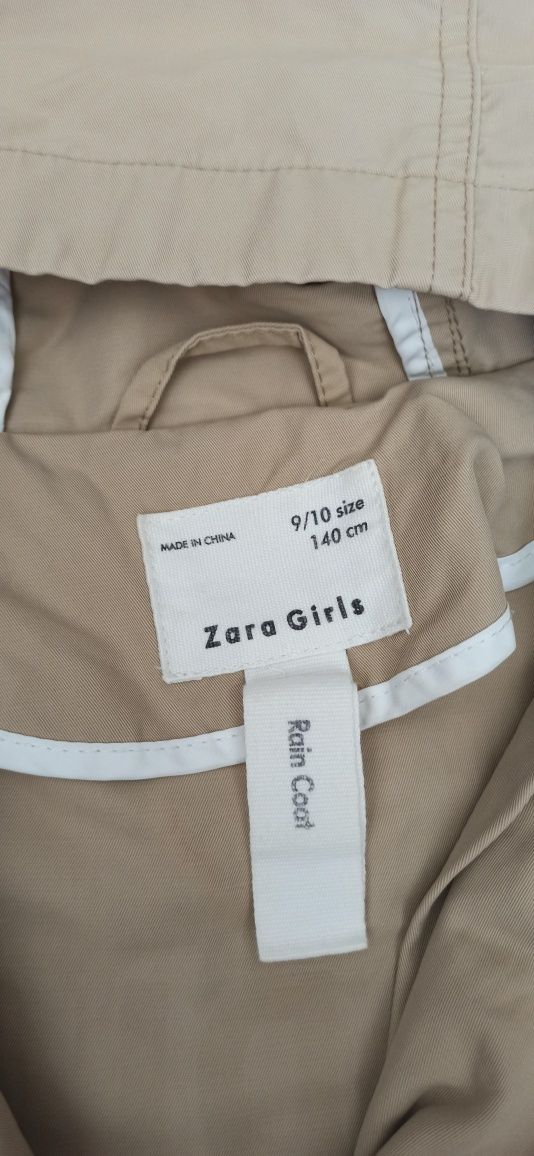 MADE IN CHINA
9/10 size
140 cm
Zara Girls
Rain Coat